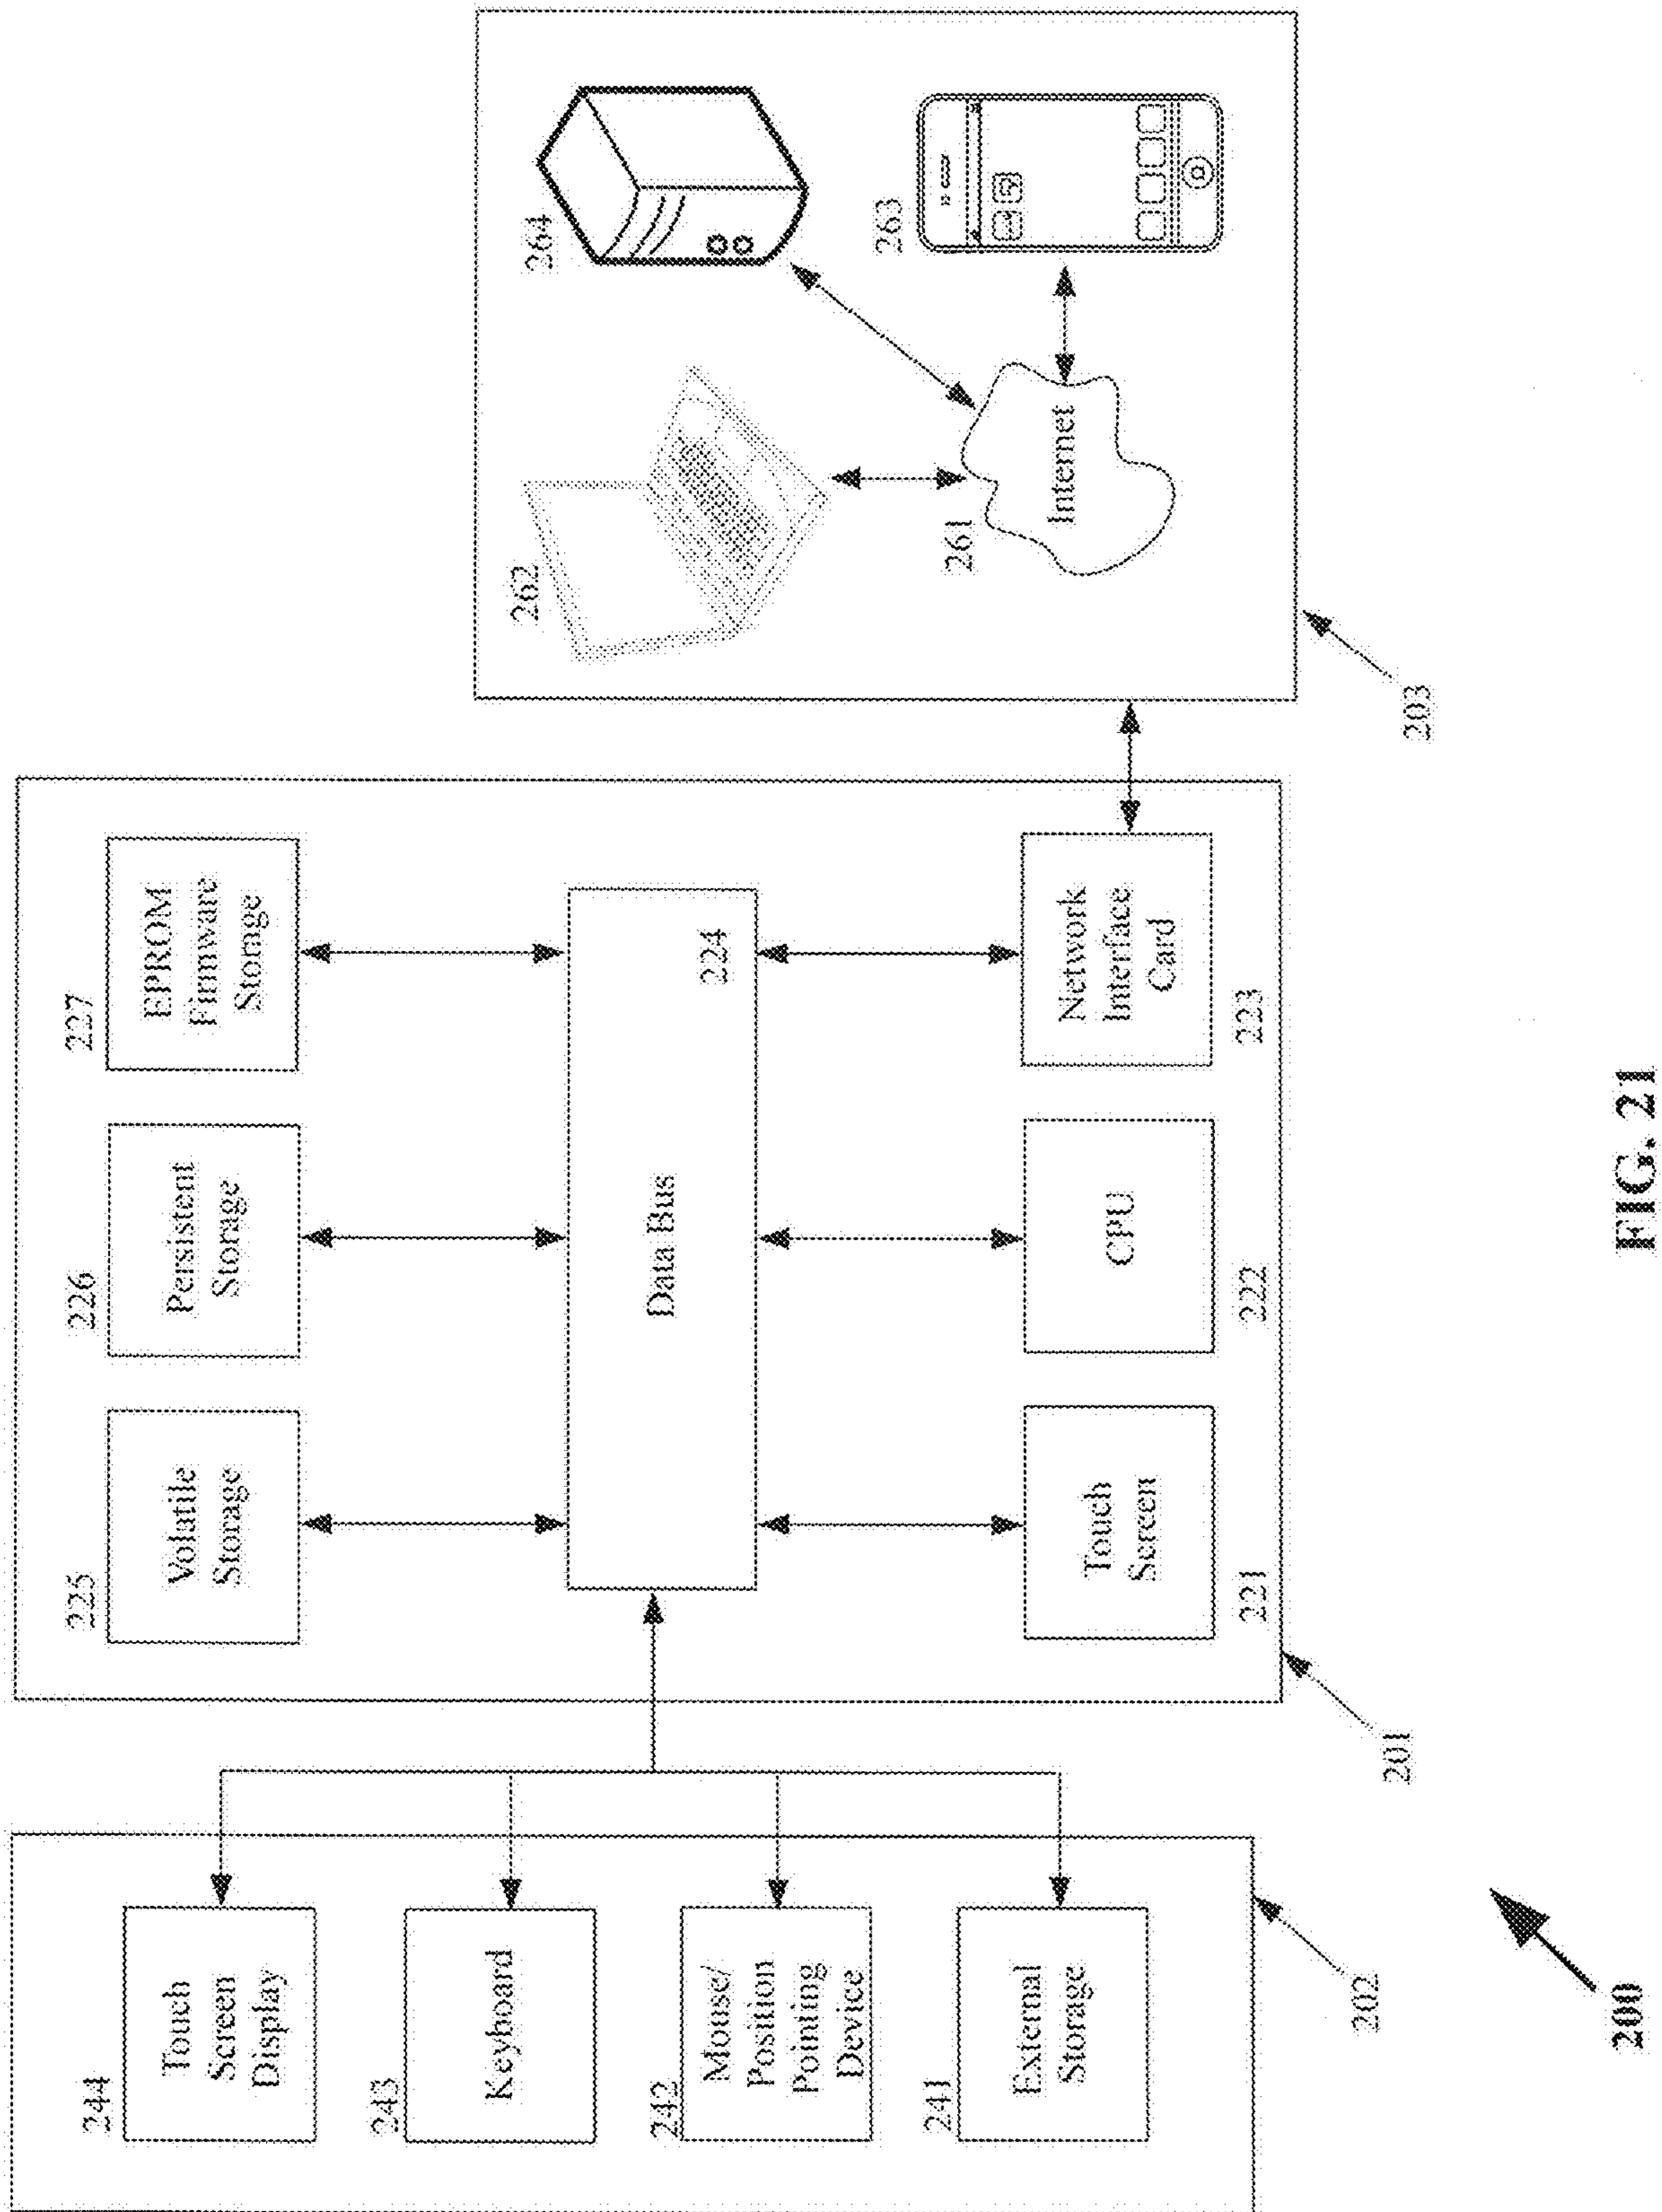 244
Touch
Screen
Display
243
Keyboard
242
Mouse/
Position
Pointing
Device
241
External
Storage
202
225
Volatile
Storage
226
Persistent
Storage
227
EPROM
Firmware
Storage
Data Bus
224
Touch
Screen
221
CPU
222
Network
Interface
Card
223
201
262
264
261
Internet
263
203
200
FIG. 21